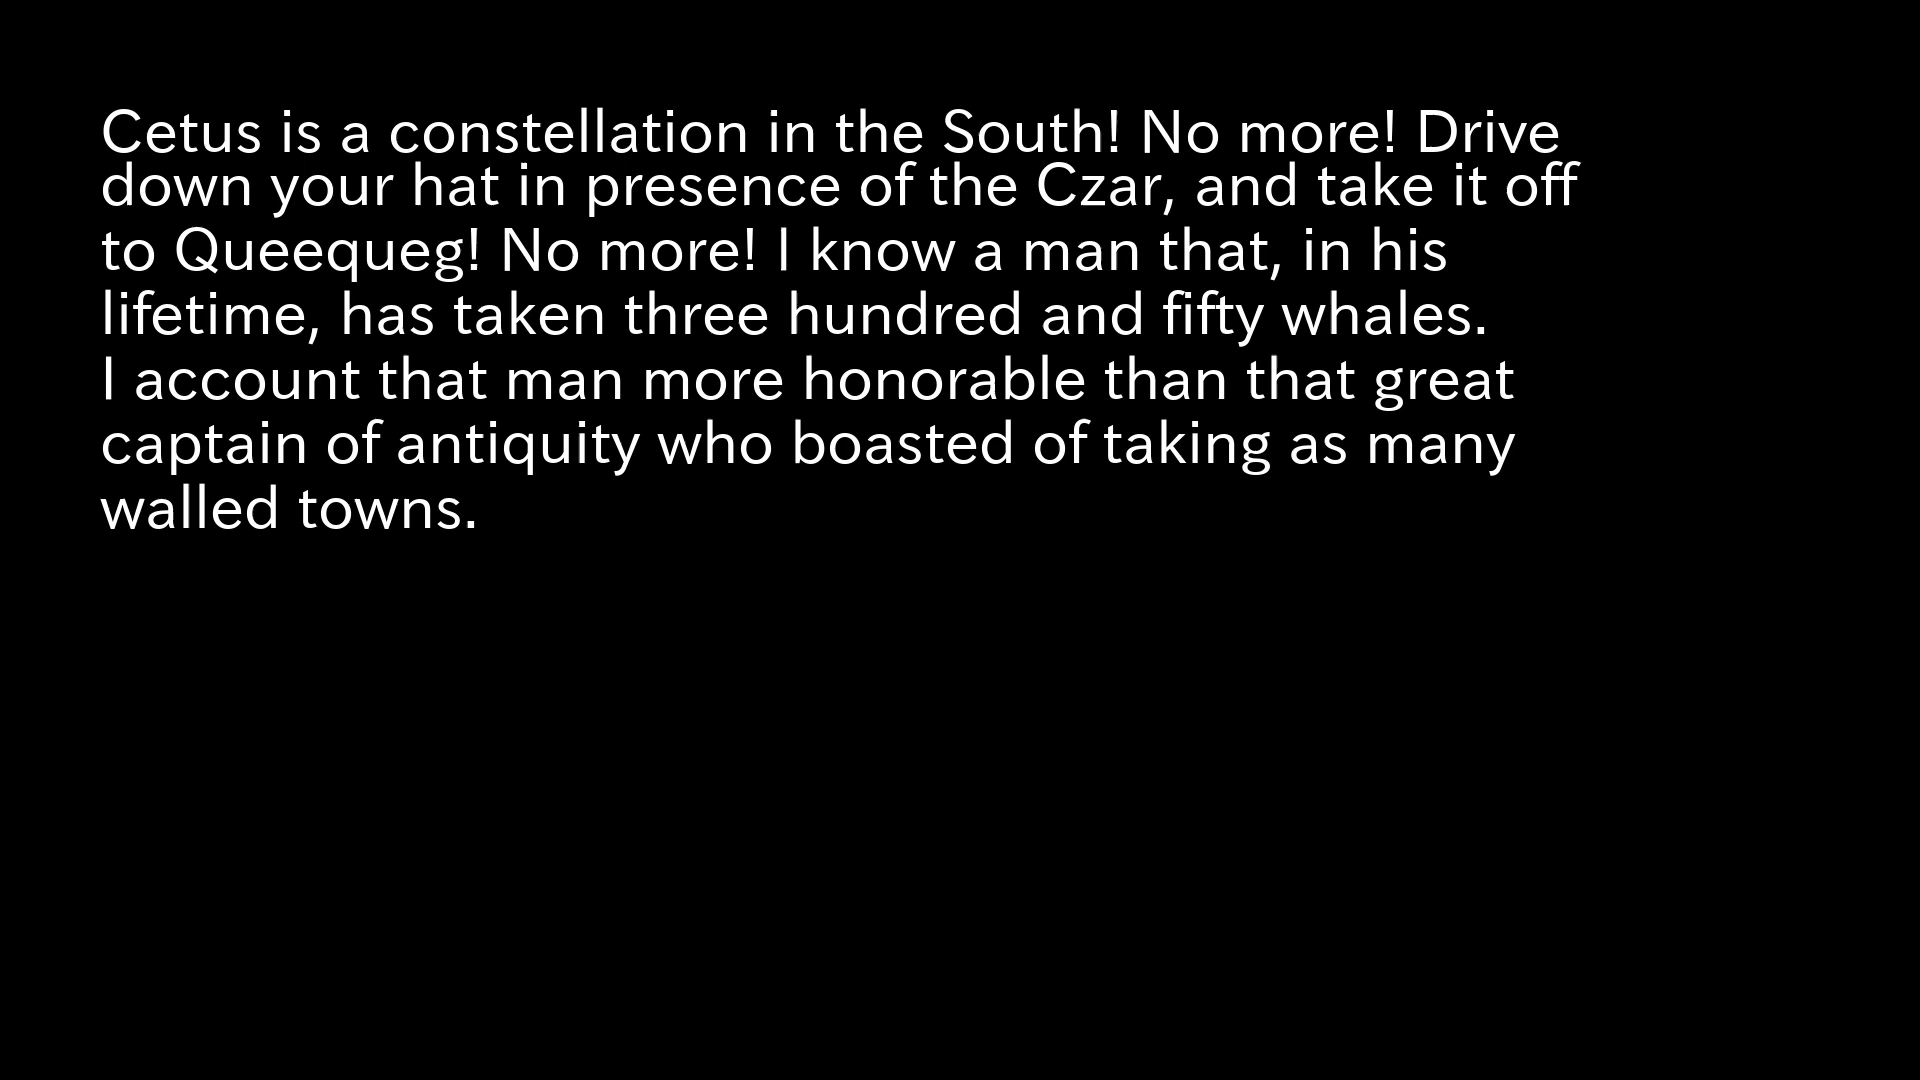 Cetus is a constellation in the South! No more! Drive
down your hat in presence of the Czar, and take it off
to Queequeg! No more! I know a man that, in his
lifetime, has taken three hundred and fifty whales.
I account that man more honorable than that great
captain of antiquity who boasted of taking as many
walled towns.